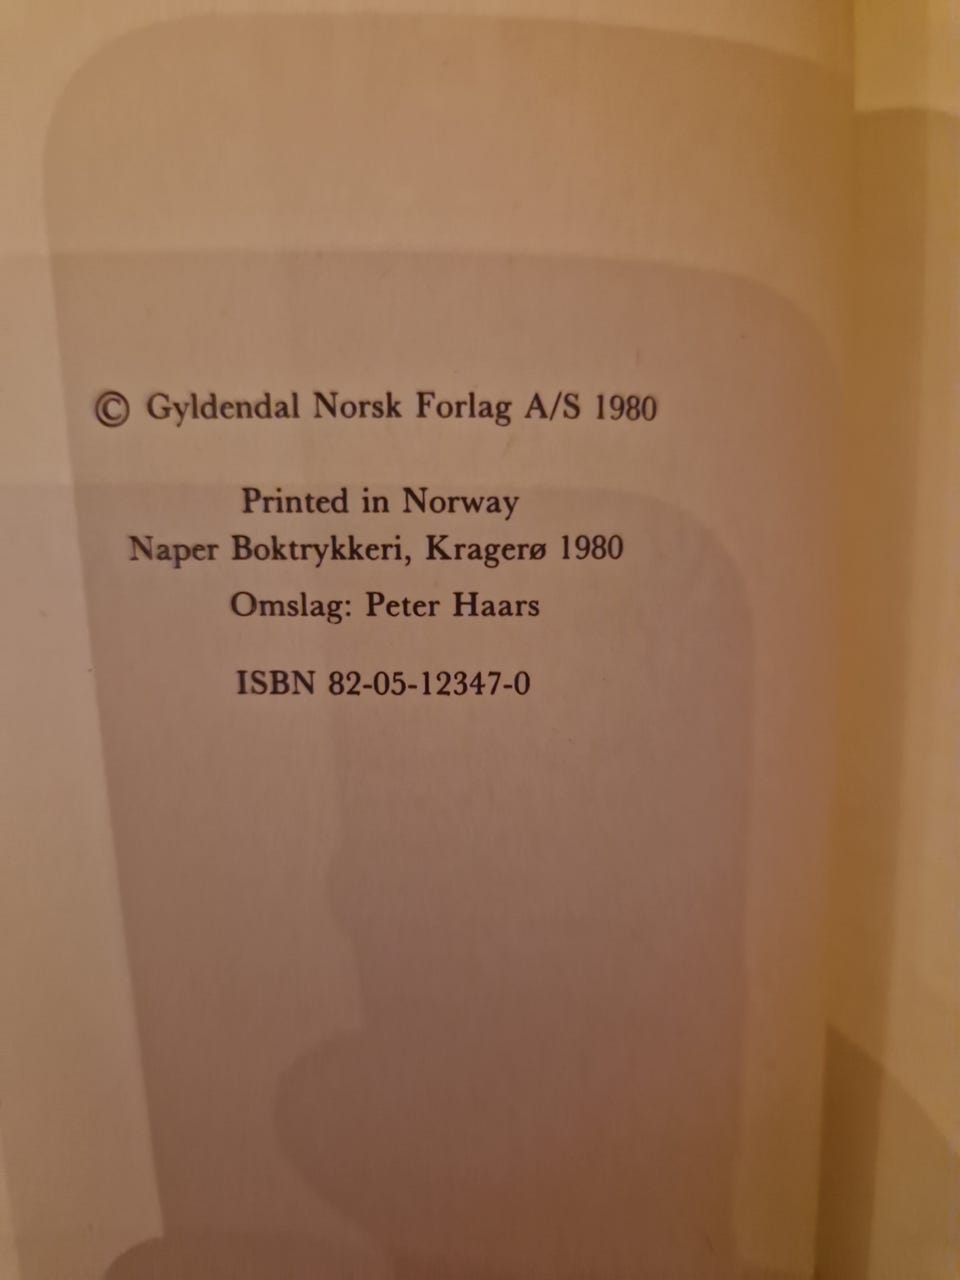 © Gyldendal Norsk Forlag A/S 1980
Printed in Norway
Naper Boktrykkeri, Kragerø 1980
Omslag: Peter Haars
ISBN 82-05-12347-0